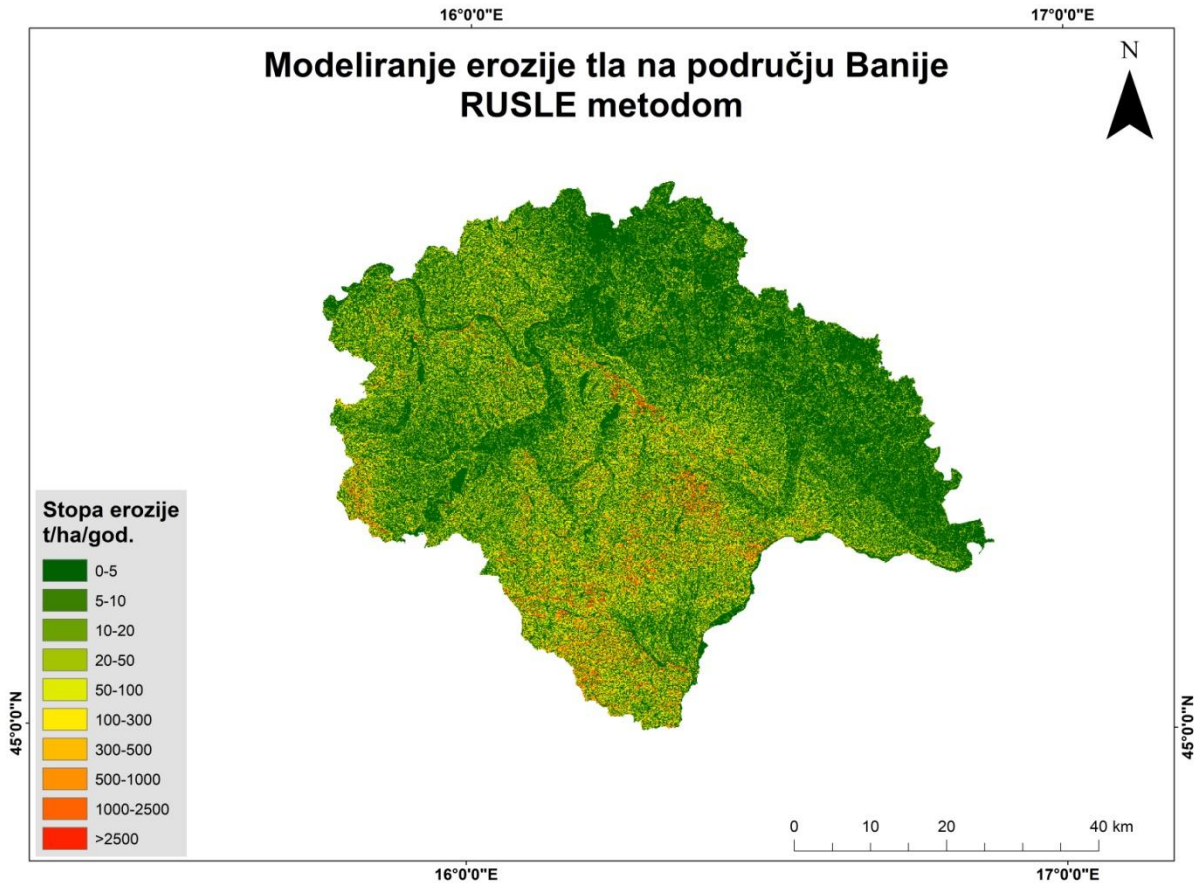 16°0'0"E
17°0'0"E
Modeliranje erozije tla na području Banije
RUSLE metodom
N
Stopa erozije
t/ha/god.
0-5
5-10
10-20
20-50
50-100
100-300
300-500
500-1000
1000-2500
>2500
45°0'0"N
45°0'0"N
0 10 20 40 km
16°0'0"E
17°0'0"E